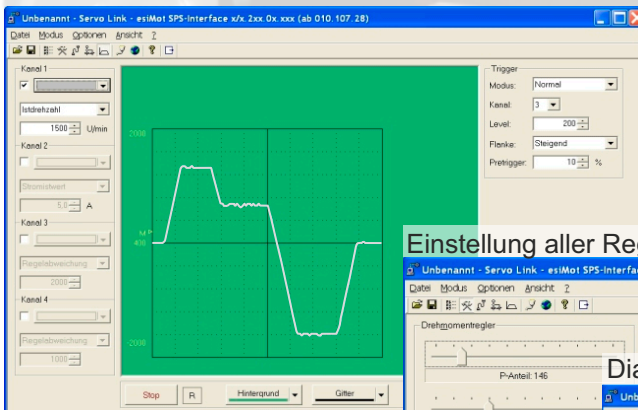 Unbenannt - Servo Link - esiMot SPS-Interface x/x. 2xx.0x.xxx (ab 010.107.28)
Datei Modus Optionen Ansicht ?
Kanal 1
Istdrehzahl
1500 U/min
Kanal 2
Stromistwert
5.0 A
Kanal 3
Regelabweichung
2000
Kanal 4
Regelabweichung
1000
2000
M P
400
-2000
Stop R Hintergrund Gitter
Trigger
Modus: Normal
Kanal: 3
Level: 200
Flanke: Steigend
Pretrigger: 10 %
Einstellung aller Re
Unbenannt - Servo Link - esiMot SPS-Interfa
Datei Modus Optionen Ansicht ?
Drehmomentregler
P-Anteil: 146
Dia
Unb